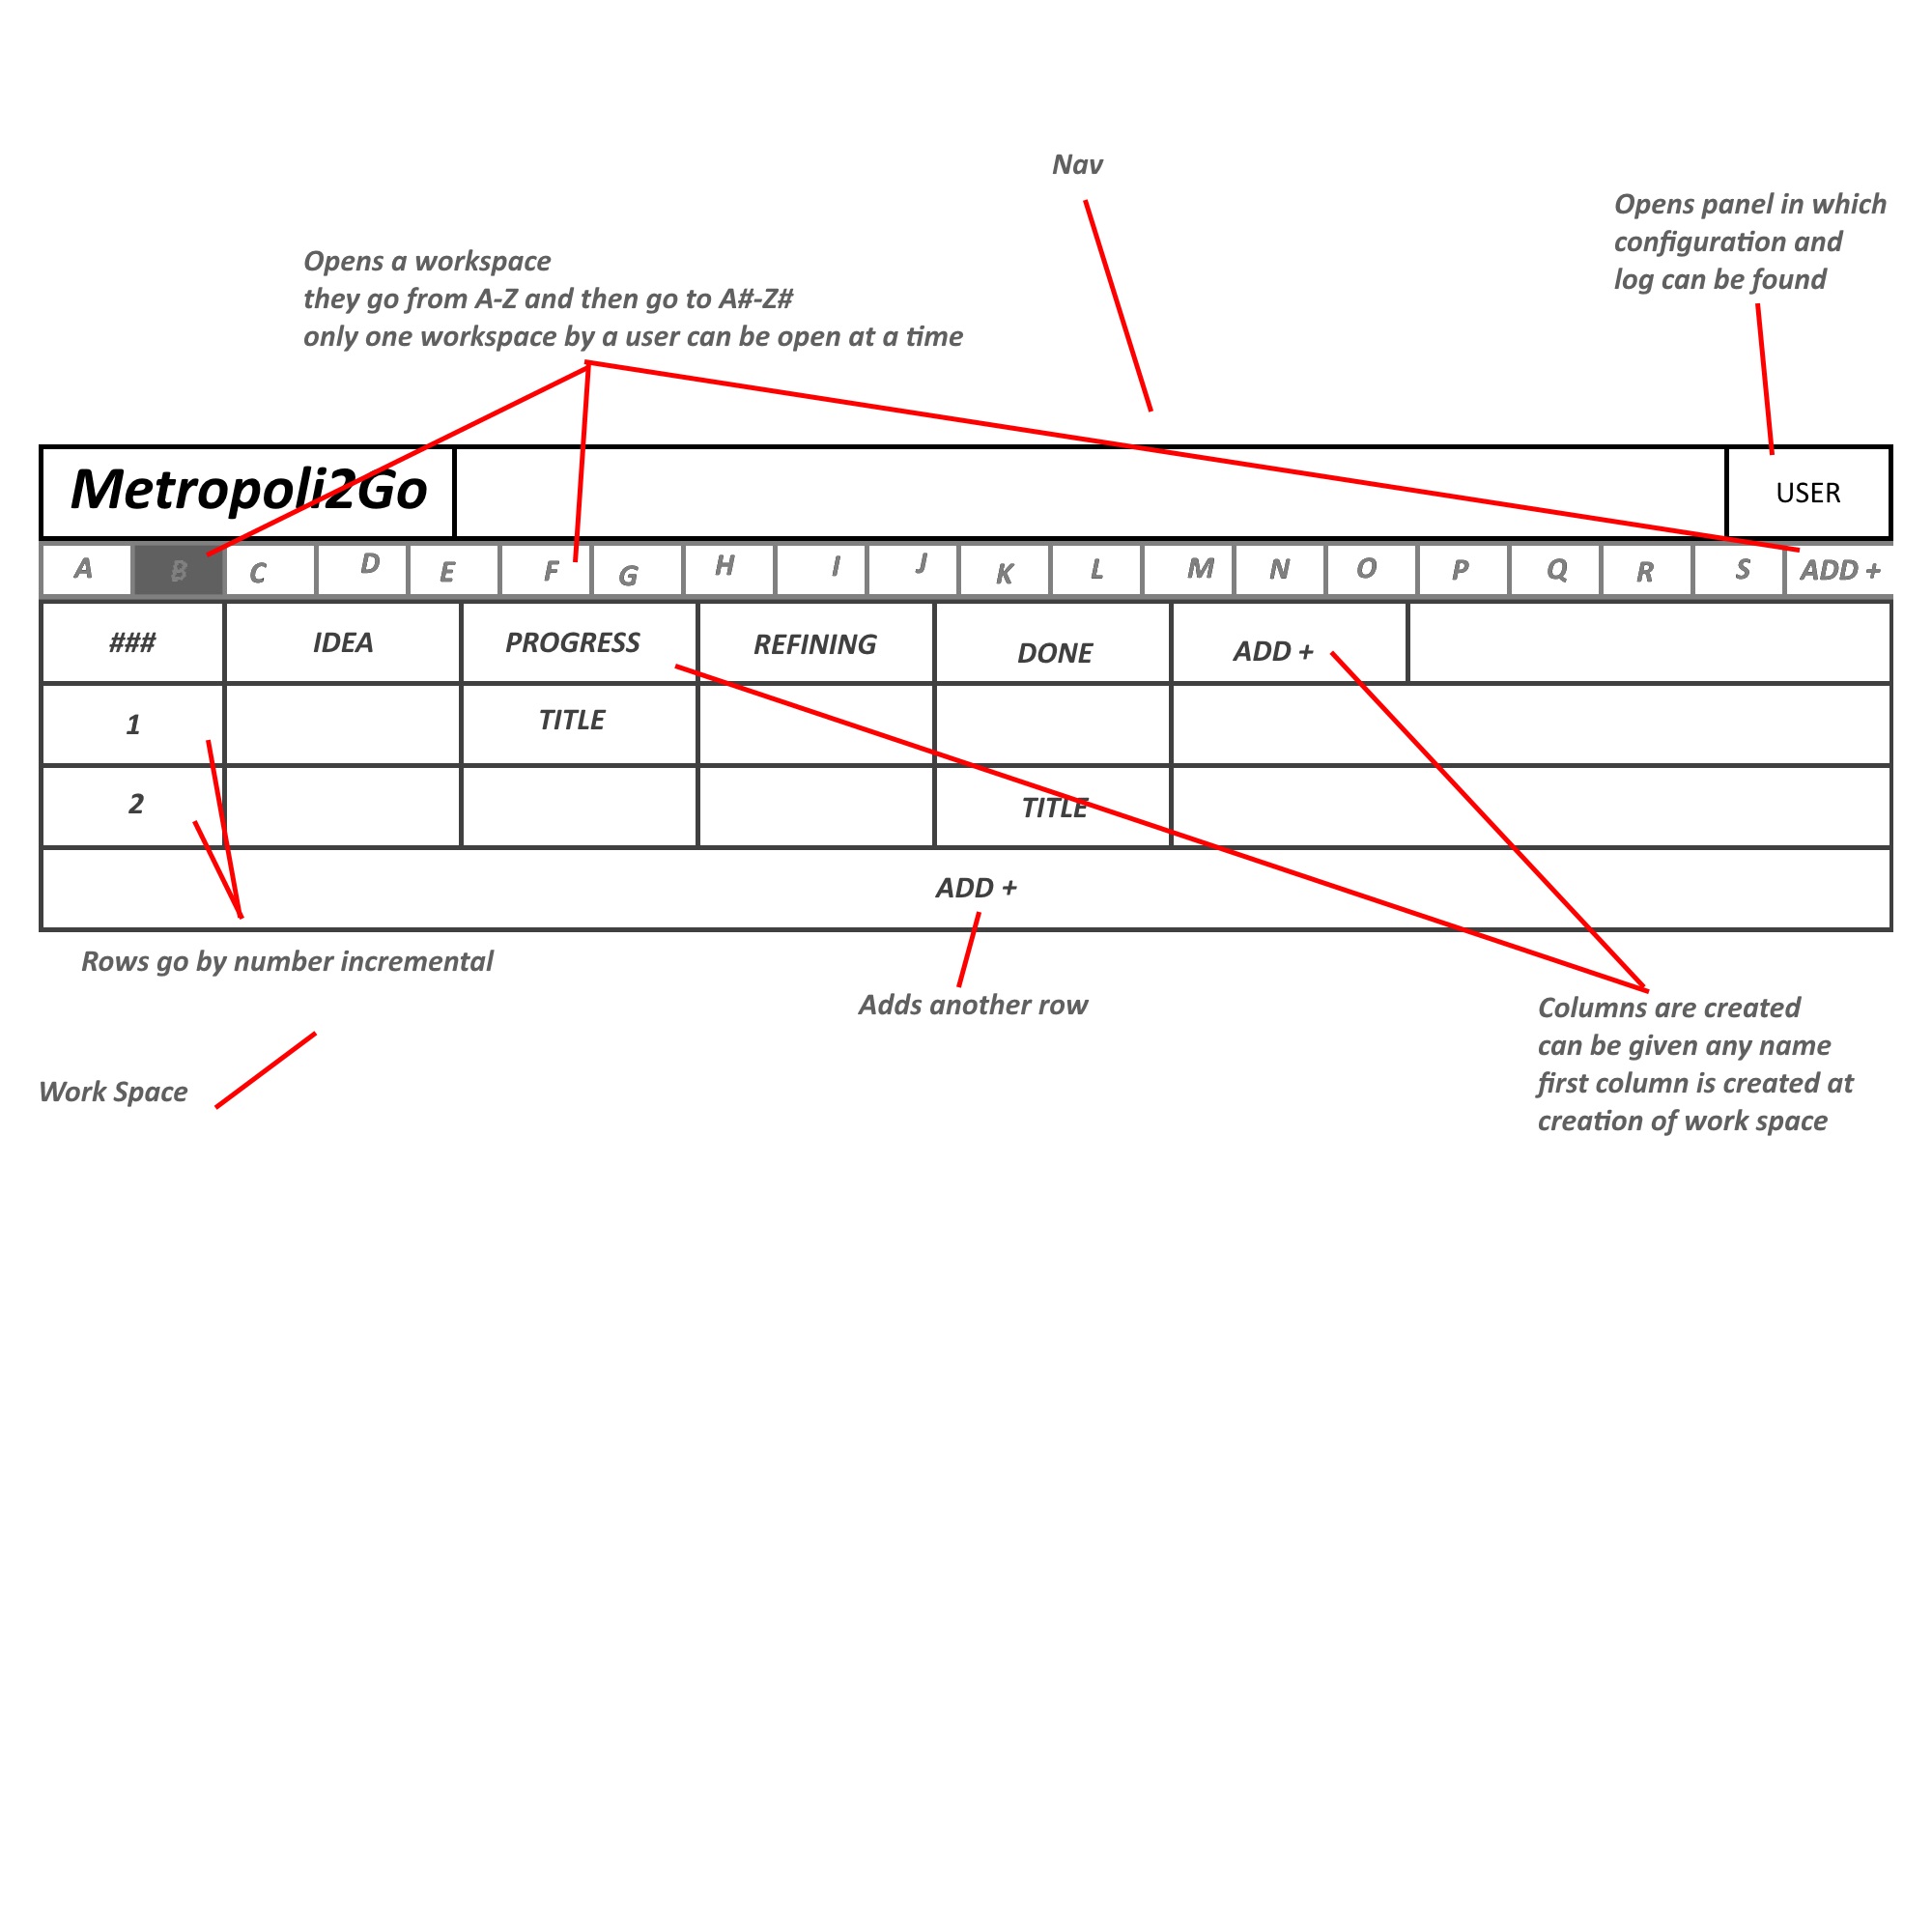 Nav
Opens panel in which
configuration and
log can be found
Opens a workspace
they go from A-Z and then go to A#-Z#
only one workspace by a user can be open at a time
Metropoli2Go
USER
A B C D E F G H I J K L M N O P Q R S ADD +
### IDEA PROGRESS REFINING DONE ADD +
1 TITLE
2 TITLE
ADD +
Rows go by number incremental
Adds another row
Columns are created
can be given any name
first column is created at
creation of work space
Work Space